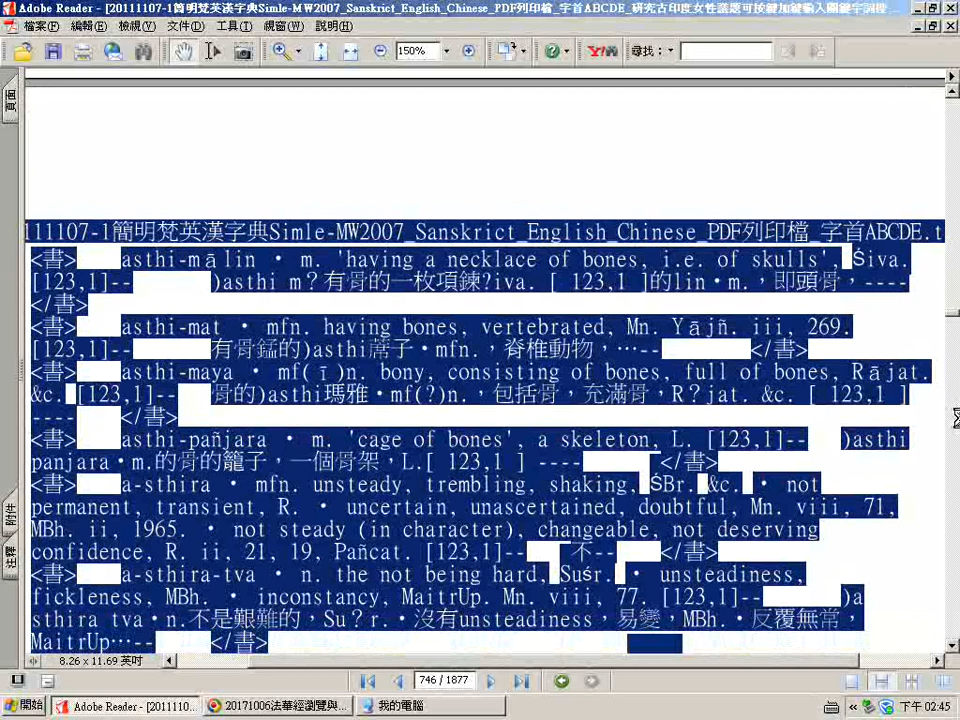 Adobe Reader - [20111107-1簡明梵英漢字典Simle-MW2007_Sanskrict_English_Chinese_PDF列印檔_字首ABCDE_研究古印度女性議題可按鍵加鍵輸入關鍵字詞搜
檔案(F) 編輯(E) 檢視(V) 文件(D) 工具(T) 視窗(W) 說明(H)
150% Y! 尋找：
頁面
111107-1簡明梵英漢字典Simle-MW2007_Sanskrict_English_Chinese_PDF列印檔_字首ABCDE.t
<書> asthi-mālin · m. 'having a necklace of bones, i.e. of skulls', Śiva.
[123,1]-- )asthi m？有骨的一枚項鍊?iva. [ 123,1 ]的lin·m.，即頭骨，----
</書>
<書> asthi-mat · mfn. having bones, vertebrated, Mn. Yājñ. iii, 269.
[123,1]-- 有骨錳的)asthi蓆子·mfn.，脊椎動物，…-- </書>
<書> asthi-maya · mf(ī)n. bony, consisting of bones, full of bones, Rājat.
&c. [123,1]-- 骨的)asthi瑪雅·mf(?)n.，包括骨，充滿骨，R？jat. &c. [ 123,1 ]
---- </書>
<書> asthi-pañjara · m. 'cage of bones', a skeleton, L. [123,1]-- )asthi
panjara·m.的骨的籠子，一個骨架，L.[ 123,1 ] ---- </書>
<書> a-sthira · mfn. unsteady, trembling, shaking, ŚBr. &c. · not
permanent, transient, R. · uncertain, unascertained, doubtful, Mn. viii, 71,
MBh. ii, 1965. · not steady (in character), changeable, not deserving
confidence, R. ii, 21, 19, Pañcat. [123,1]-- 不-- </書>
<書> a-sthira-tva · n. the not being hard, Suśr. · unsteadiness,
fickleness, MBh. · inconstancy, MaitrUp. Mn. viii, 77, [123,1]-- )a
sthira tva·n.不是艱難的，Su？r.·沒有unsteadiness，易變，MBh.·反覆無常，
MaitrUp…-- </書>
附件
注釋
8.26 x 11.69 英吋
746 / 1877
開始 Adobe Reader - [2011110... 20171006法華經瀏覽與... 我的電腦 下午 02:45